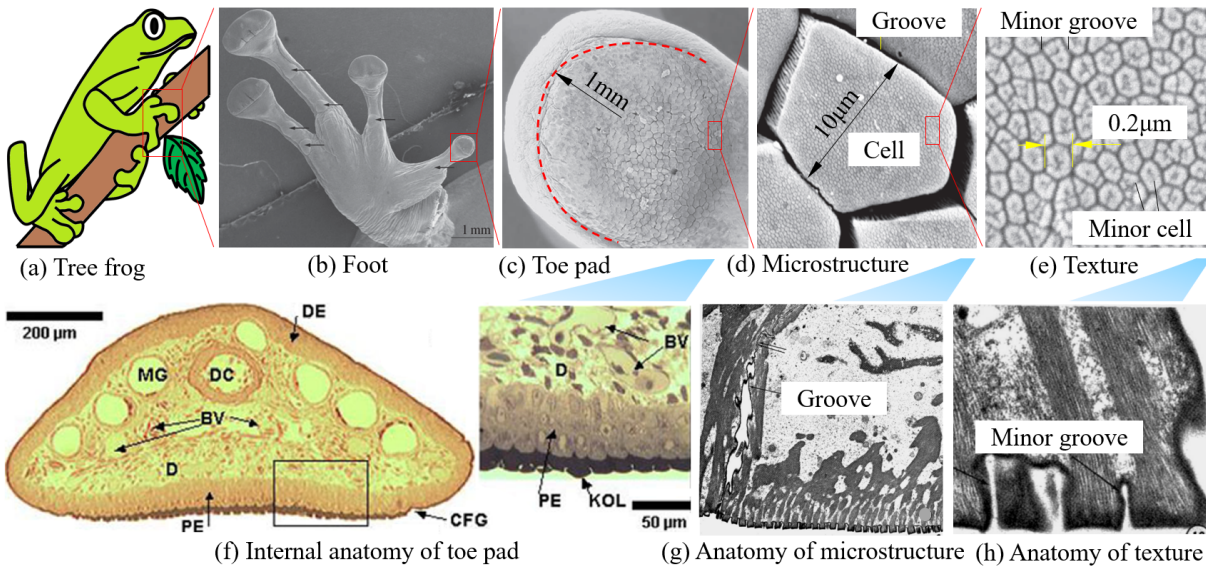 Groove
Minor groove
1mm
10μm
Cell
0.2μm
Minor cell
1 mm
(a) Tree frog
(b) Foot
(c) Toe pad
(d) Microstructure
(e) Texture
200 μm
DE
MG
DC
BV
D
PE
CFG
BV
D
PE
KOL
50 μm
Groove
Minor groove
(f) Internal anatomy of toe pad
(g) Anatomy of microstructure
(h) Anatomy of texture